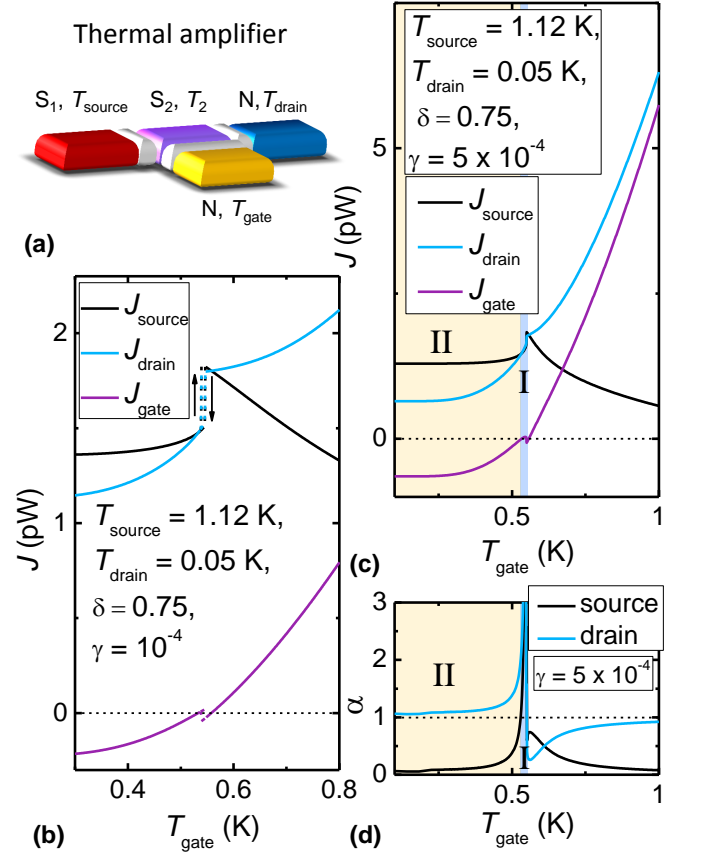 Thermal amplifier
S1, Tsource
S2, T2
N, Tdrain
N, Tgate
(a)
Jsource
Jdrain
Jgate
Tsource = 1.12 K,
Tdrain = 0.05 K,
δ = 0.75,
γ = 10-4
J (pW)
2
1
0
0.4
0.6
0.8
Tgate (K)
(b)
Tsource = 1.12 K,
Tdrain = 0.05 K,
δ = 0.75,
γ = 5 x 10-4
Jsource
Jdrain
Jgate
II
I
J (pW)
5
0
0.5
1
Tgate (K)
(c)
source
drain
γ = 5 x 10-4
II
I
α
3
2
1
0
0.5
1
Tgate (K)
(d)